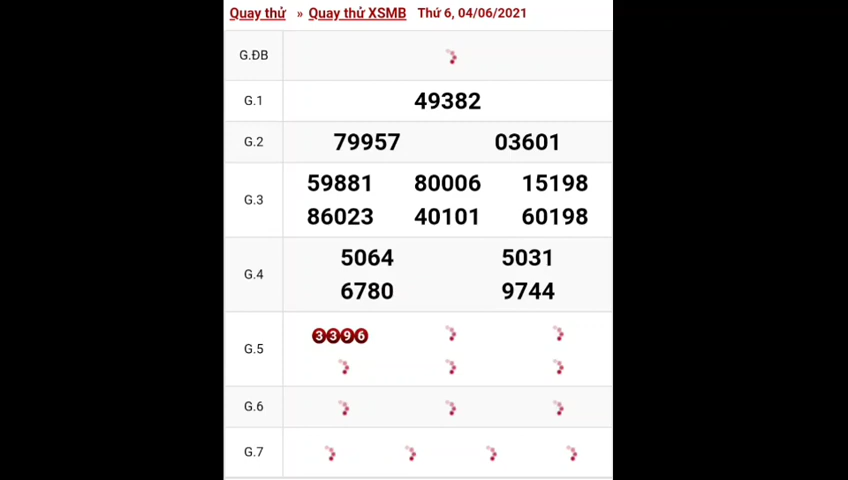 Quay thử » Quay thử XSMB Thứ 6, 04/06/2021
G.ĐB
G.1 49382
G.2 79957 03601
G.3 59881 80006 15198
86023 40101 60198
G.4 5064 5031
6780 9744
G.5 3396
G.6
G.7